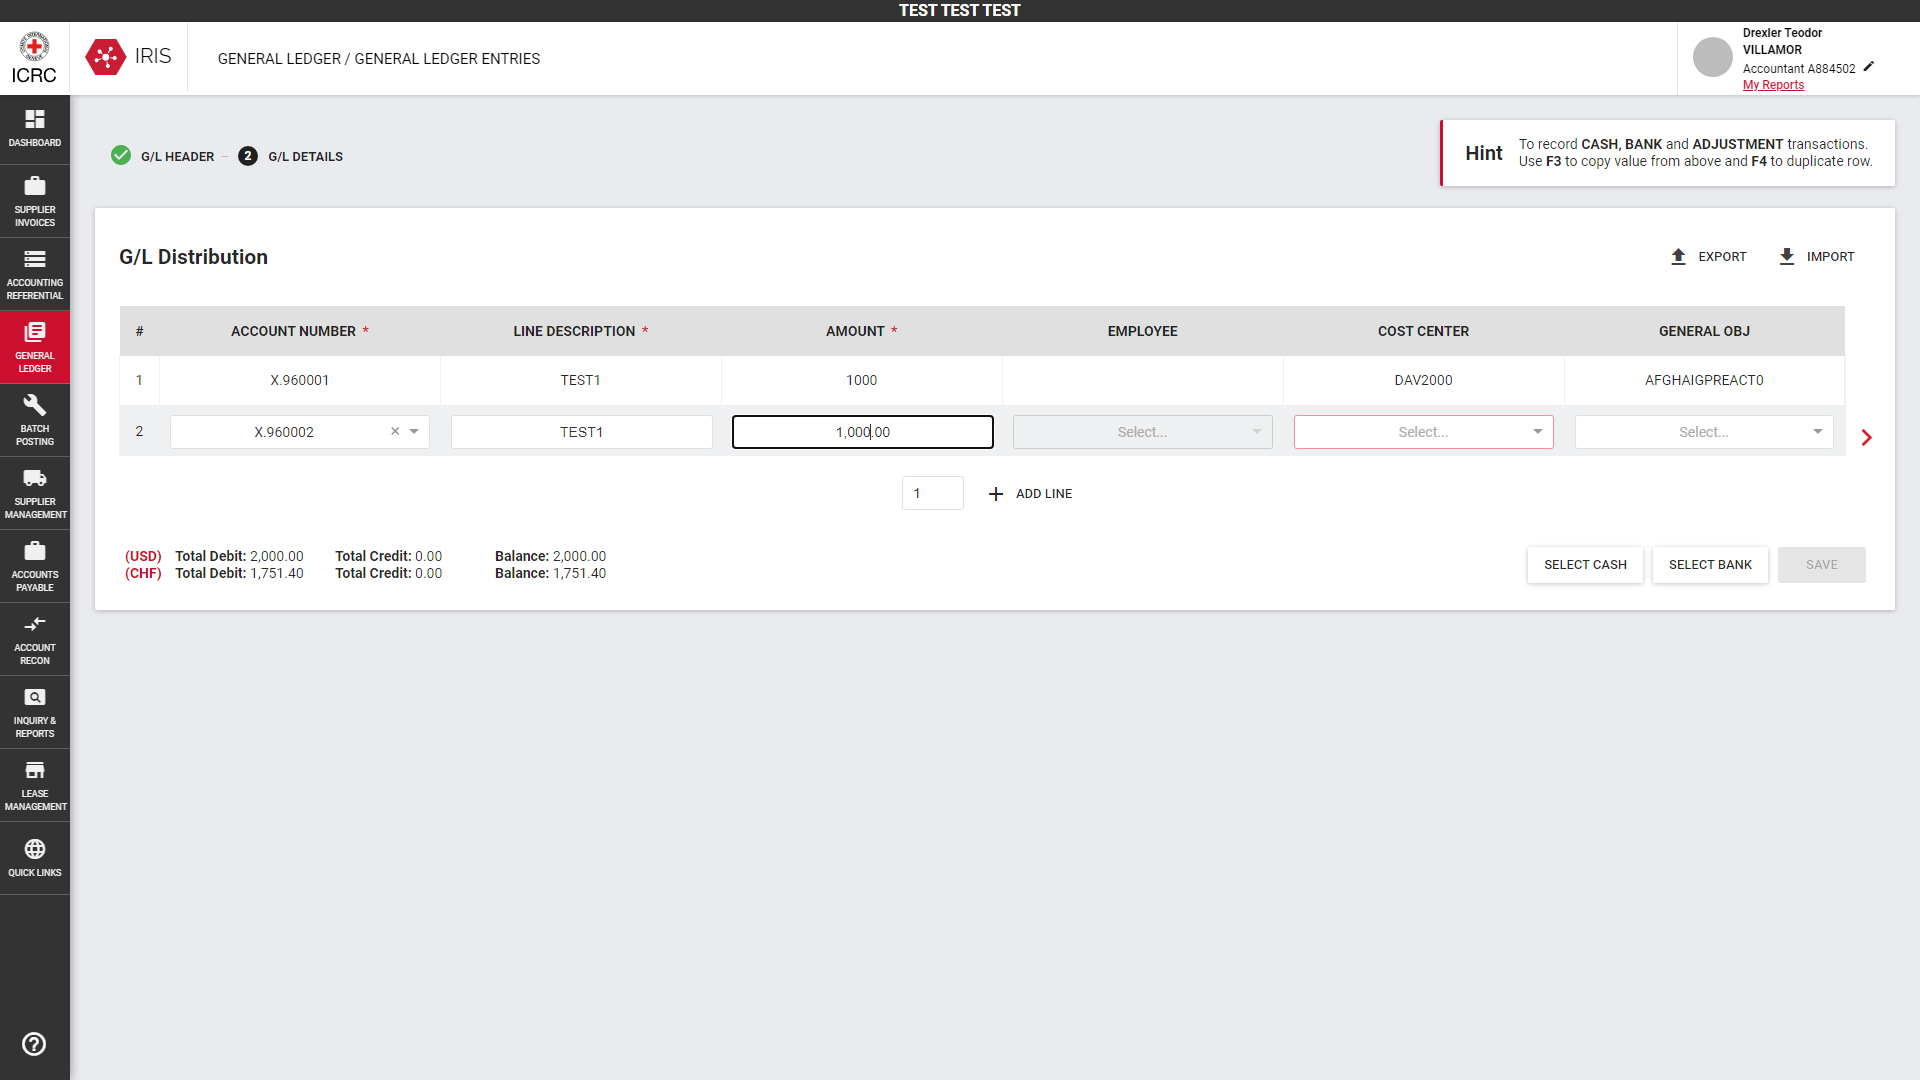 TEST TEST TEST
ICRC
IRIS
GENERAL LEDGER / GENERAL LEDGER ENTRIES
Drexler Teodor
VILLAMOR
Accountant A884502
My Reports
DASHBOARD
SUPPLIER
INVOICES
ACCOUNTING
REFERENTIAL
GENERAL
LEDGER
BATCH
POSTING
SUPPLIER
MANAGEMENT
ACCOUNTS
PAYABLE
ACCOUNT
RECON
INQUIRY &
REPORTS
LEASE
MANAGEMENT
QUICK LINKS
G/L HEADER – 2 G/L DETAILS
Hint
To record CASH, BANK and ADJUSTMENT transactions.
Use F3 to copy value from above and F4 to duplicate row.
G/L Distribution
EXPORT IMPORT
# ACCOUNT NUMBER * LINE DESCRIPTION * AMOUNT * EMPLOYEE COST CENTER GENERAL OBJ
1 X.960001 TEST1 1000 DAV2000 AFGHAIGPREACT0
2 X.960002 TEST1 1,000.00 Select... Select... Select...
1 ADD LINE
(USD) Total Debit: 2,000.00 Total Credit: 0.00 Balance: 2,000.00
(CHF) Total Debit: 1,751.40 Total Credit: 0.00 Balance: 1,751.40
SELECT CASH SELECT BANK SAVE